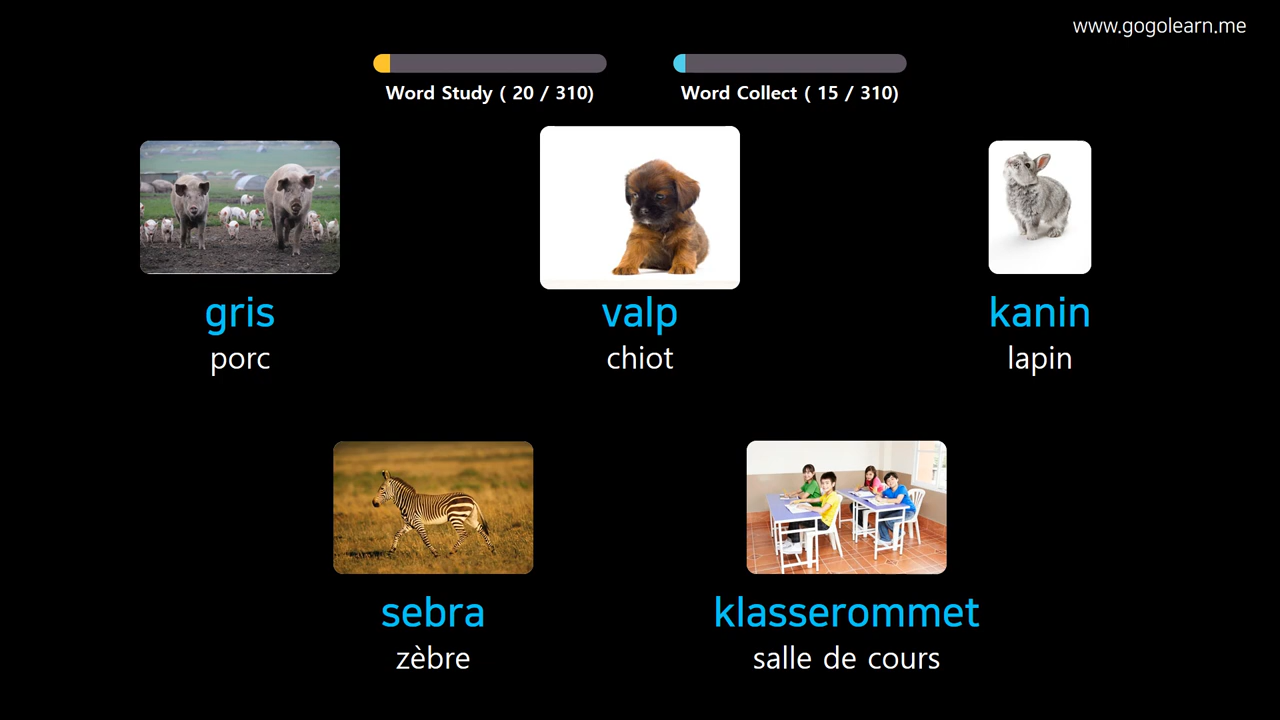 www.gogolearn.me
Word Study ( 20 / 310)
Word Collect ( 15 / 310)
gris
porc
valp
chiot
kanin
lapin
sebra
zèbre
klasserommet
salle de cours